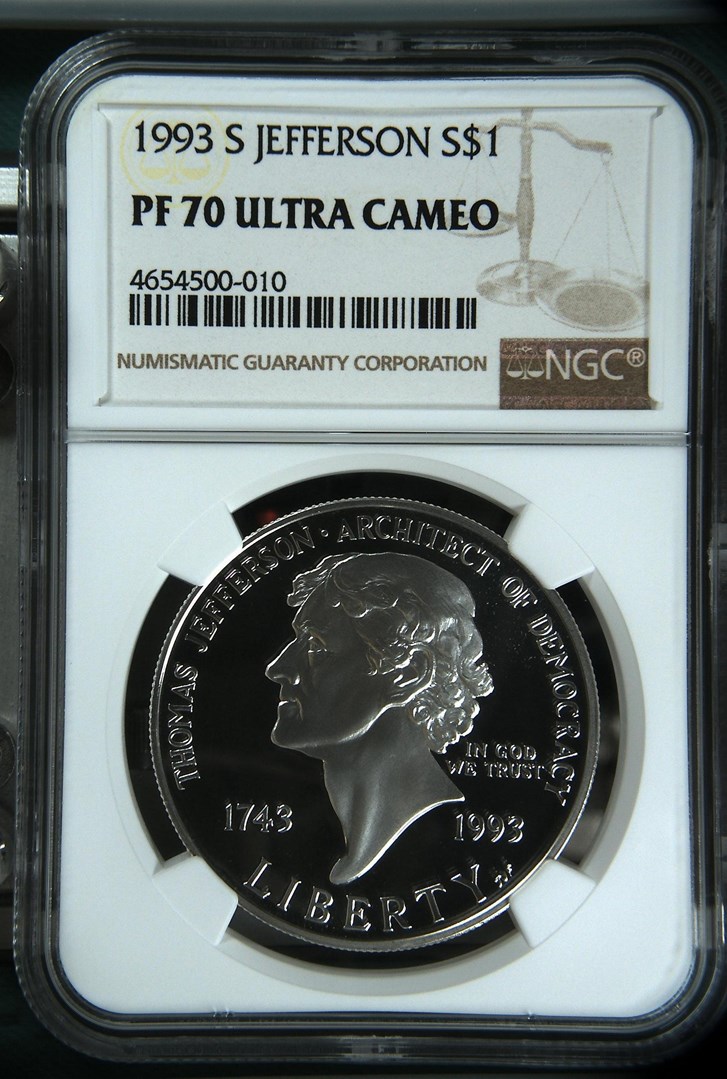 1993 S JEFFERSON S$1
PF 70 ULTRA CAMEO
4654500-010
NUMISMATIC GUARANTY CORPORATION
NGC®
THOMAS JEFFERSON · ARCHITECT OF DEMOCRACY
IN GOD
WE TRUST
1743
1993
LIBERTY